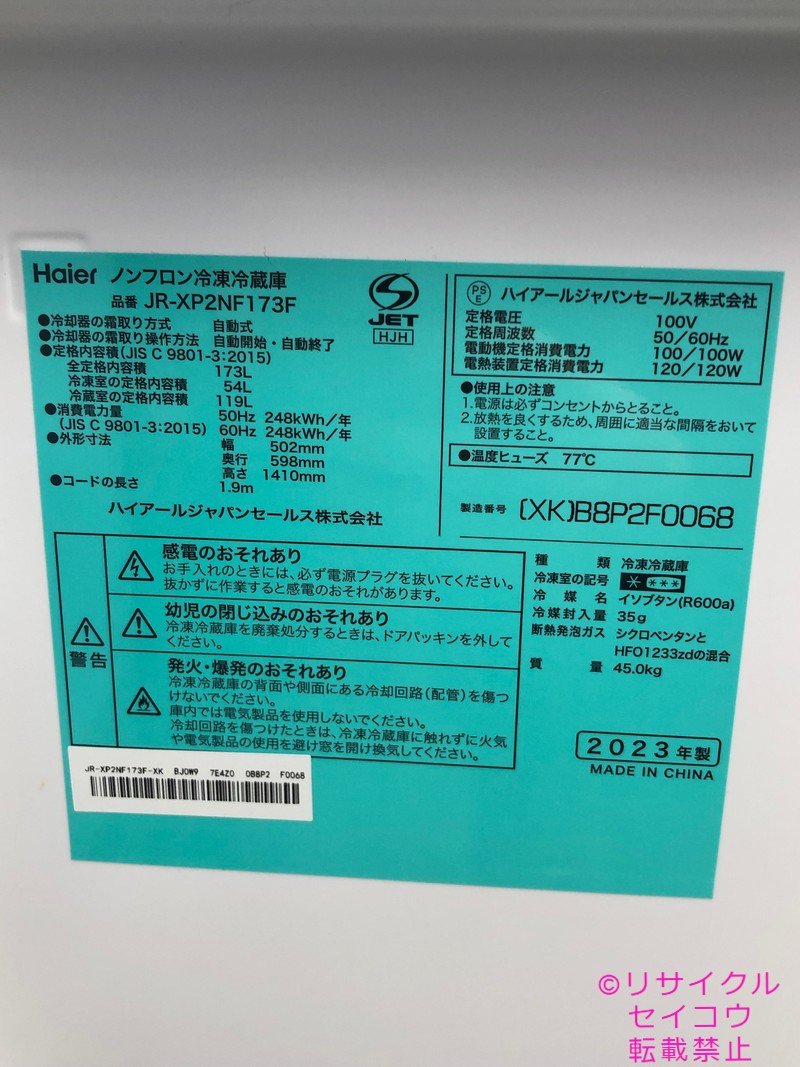 Haier ノンフロン冷凍冷蔵庫
品番 JR-XP2NF173F
●冷却器の霜取り方式 自動式
●冷却器の霜取り操作方法 自動開始・自動終了
●定格内容積(JIS C 9801-3:2015)
全定格内容積 173L
冷凍室の定格内容積 54L
冷蔵室の定格内容積 119L
●消費電力量 50Hz 248kWh/年
(JIS C 9801-3:2015) 60Hz 248kWh/年
●外形寸法 幅 502mm
奥行 598mm
高さ 1410mm
●コードの長さ 1.9m
ハイアールジャパンセールス株式会社
S
JET
HJH
PSE ハイアールジャパンセールス株式会社
定格電圧 100V
定格周波数 50/60Hz
電動機定格消費電力 100/100W
電熱装置定格消費電力 120/120W
●使用上の注意
1.電源は必ずコンセントからとること。
2.放熱を良くするため、周囲に適当な間隔をおいて
設置すること。
●温度ヒューズ 77℃
製造番号 (XK)B8P2F0068
警告
感電のおそれあり
お手入れのときには、必ず電源プラグを抜いてください。
抜かずに作業すると感電のおそれがあります。
幼児の閉じ込みのおそれあり
冷凍冷蔵庫を廃棄処分するときは、ドアパッキンを外して
ください。
発火・爆発のおそれあり
冷凍冷蔵庫の背面や側面にある冷却回路(配管)を傷つ
けないでください。
庫内では電気製品を使用しないでください。
冷却回路を傷つけたときは、冷凍冷蔵庫に触れずに火気
や電気製品の使用を避け窓を開け換気してください。
種類 冷凍冷蔵庫
冷凍室の記号 * ***
冷媒名 イソブタン(R600a)
冷媒封入量 35g
断熱発泡ガス シクロペンタンと
HFO1233zdの混合
質量 45.0kg
2023年製
MADE IN CHINA
JR-XP2NF173F-XK BJ0W9 7E4Z0 0B8P2 F0068
©リサイクル
セイコウ
転載禁止